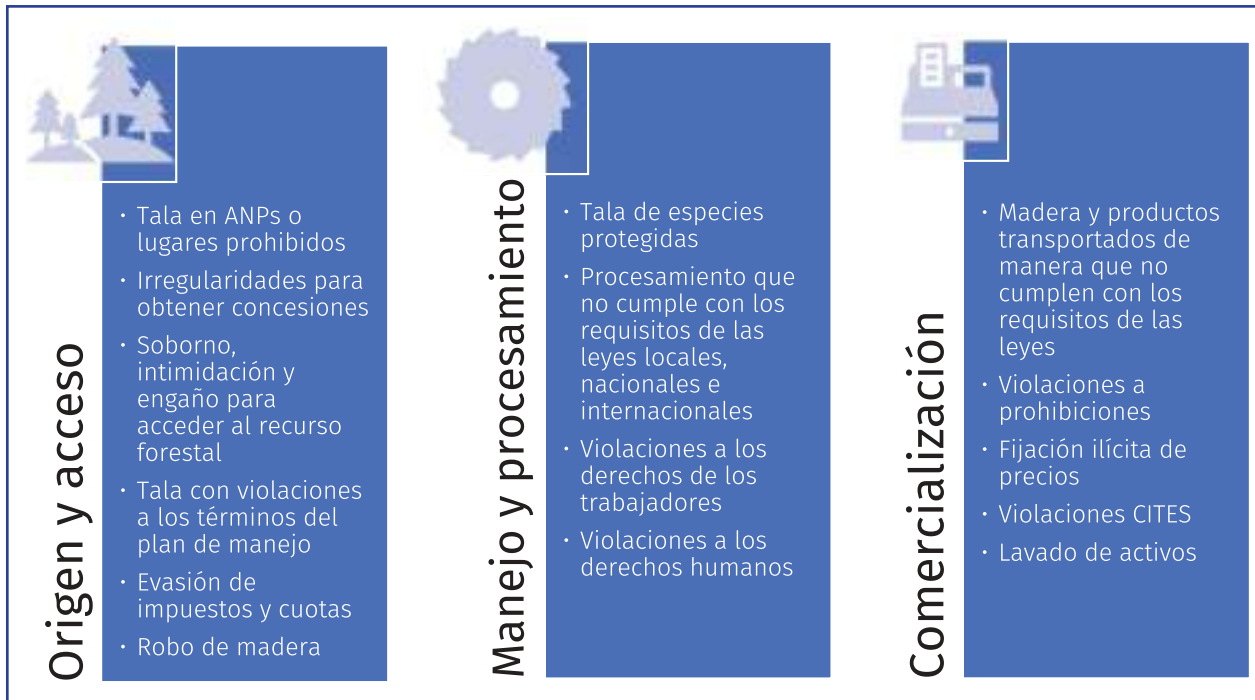 Origen y acceso
· Tala en ANPs o
lugares prohibidos
· Irregularidades para
obtener concesiones
· Soborno,
intimidación y
engaño para
acceder al recurso
forestal
· Tala con violaciones
a los términos del
plan de manejo
· Evasión de
impuestos y cuotas
· Robo de madera
Manejo y procesamiento
· Tala de especies
protegidas
· Procesamiento que
no cumple con los
requisitos de las
leyes locales,
nacionales e
internacionales
· Violaciones a los
derechos de los
trabajadores
· Violaciones a los
derechos humanos
Comercialización
· Madera y productos
transportados de
manera que no
cumplen con los
requisitos de las
leyes
· Violaciones a
prohibiciones
· Fijación ilícita de
precios
· Violaciones CITES
· Lavado de activos